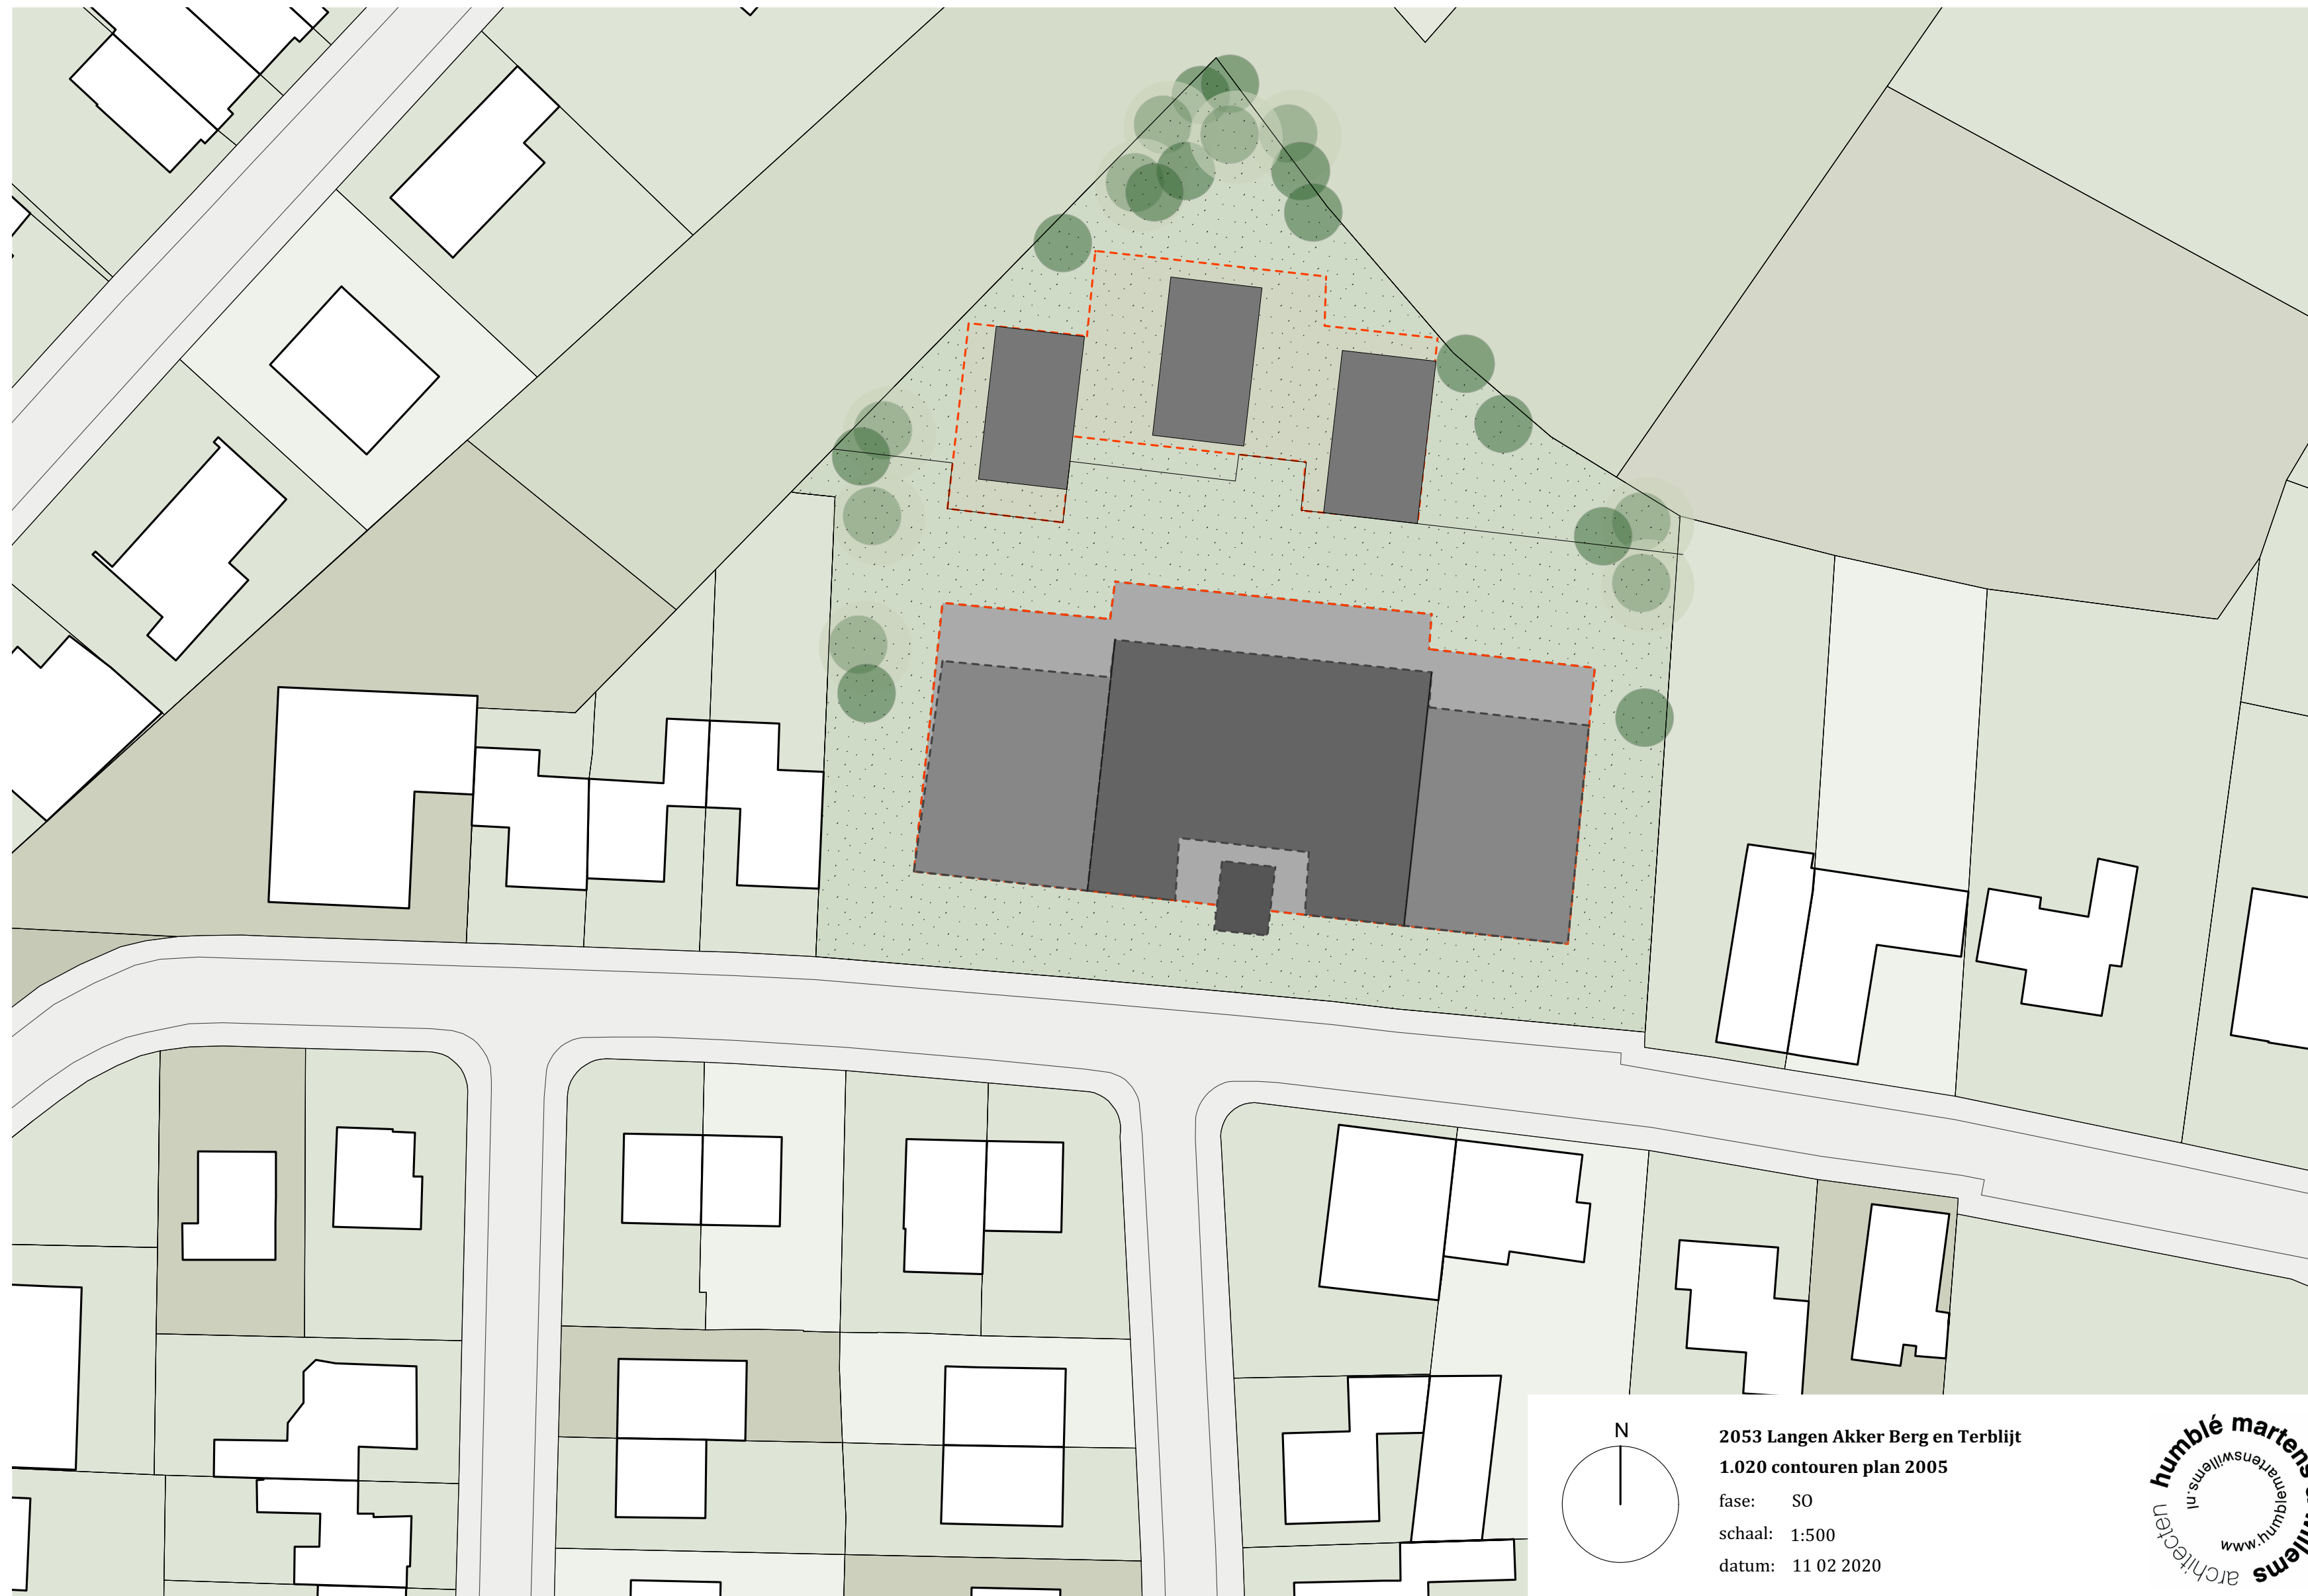 N
2053 Langen Akker Berg en Terblijt
1.020 contouren plan 2005
fase: SO
schaal: 1:500
datum: 11 02 2020
humblé martens
willems
architecten
www.humblemartenswillems.nl